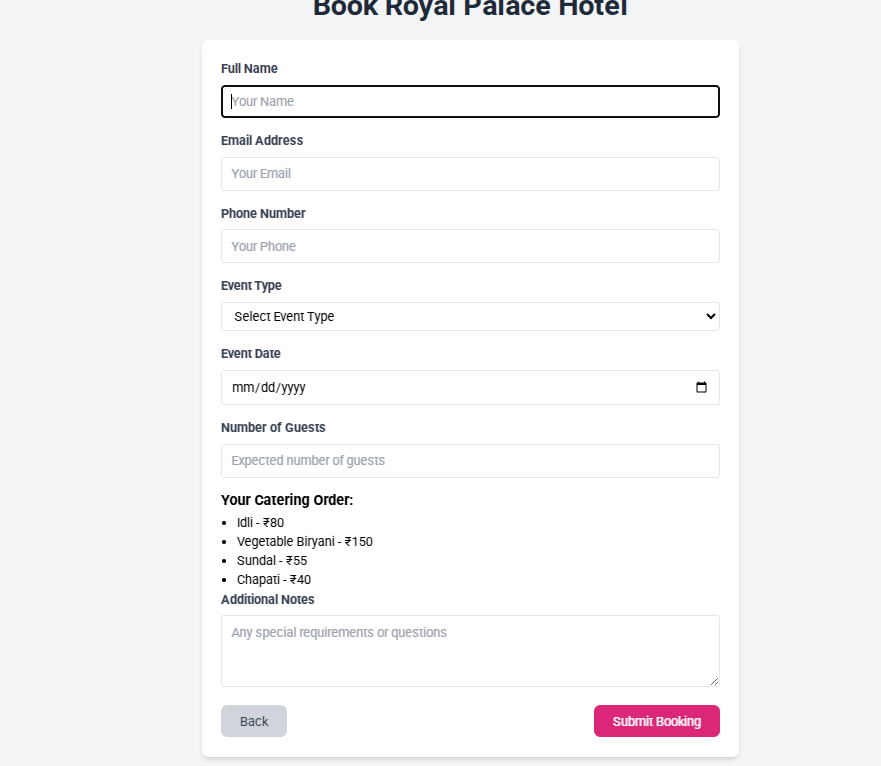 Book Royal Palace Hotel
Full Name
Your Name
Email Address
Your Email
Phone Number
Your Phone
Event Type
Select Event Type
Event Date
mm/dd/yyyy
Number of Guests
Expected number of guests
Your Catering Order:
• Idli - ₹80
• Vegetable Biryani - ₹150
• Sundal - ₹55
• Chapati - ₹40
Additional Notes
Any special requirements or questions
Back
Submit Booking